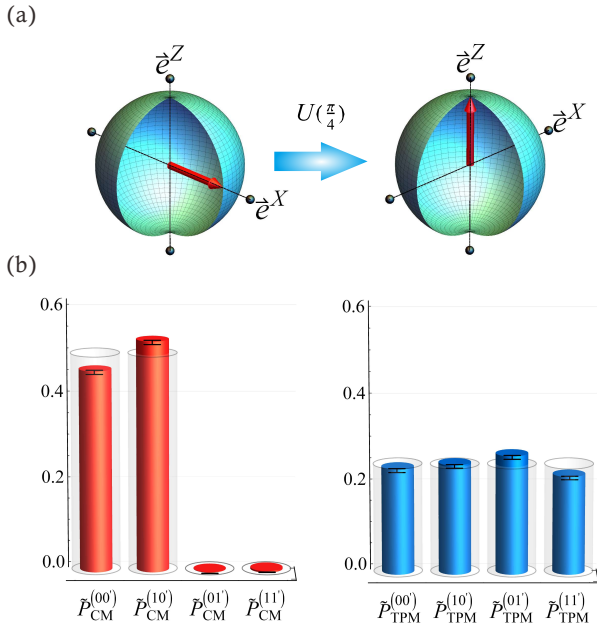 (a)
e⃗^Z e⃗^Z
U(π/4)
e⃗^X e⃗^X
(b)
0.6 0.6
0.4 0.4
0.2 0.2
0.0 0.0
P̃_CM^(00') P̃_CM^(10') P̃_CM^(01') P̃_CM^(11') P̃_TPM^(00') P̃_TPM^(10') P̃_TPM^(01') P̃_TPM^(11')